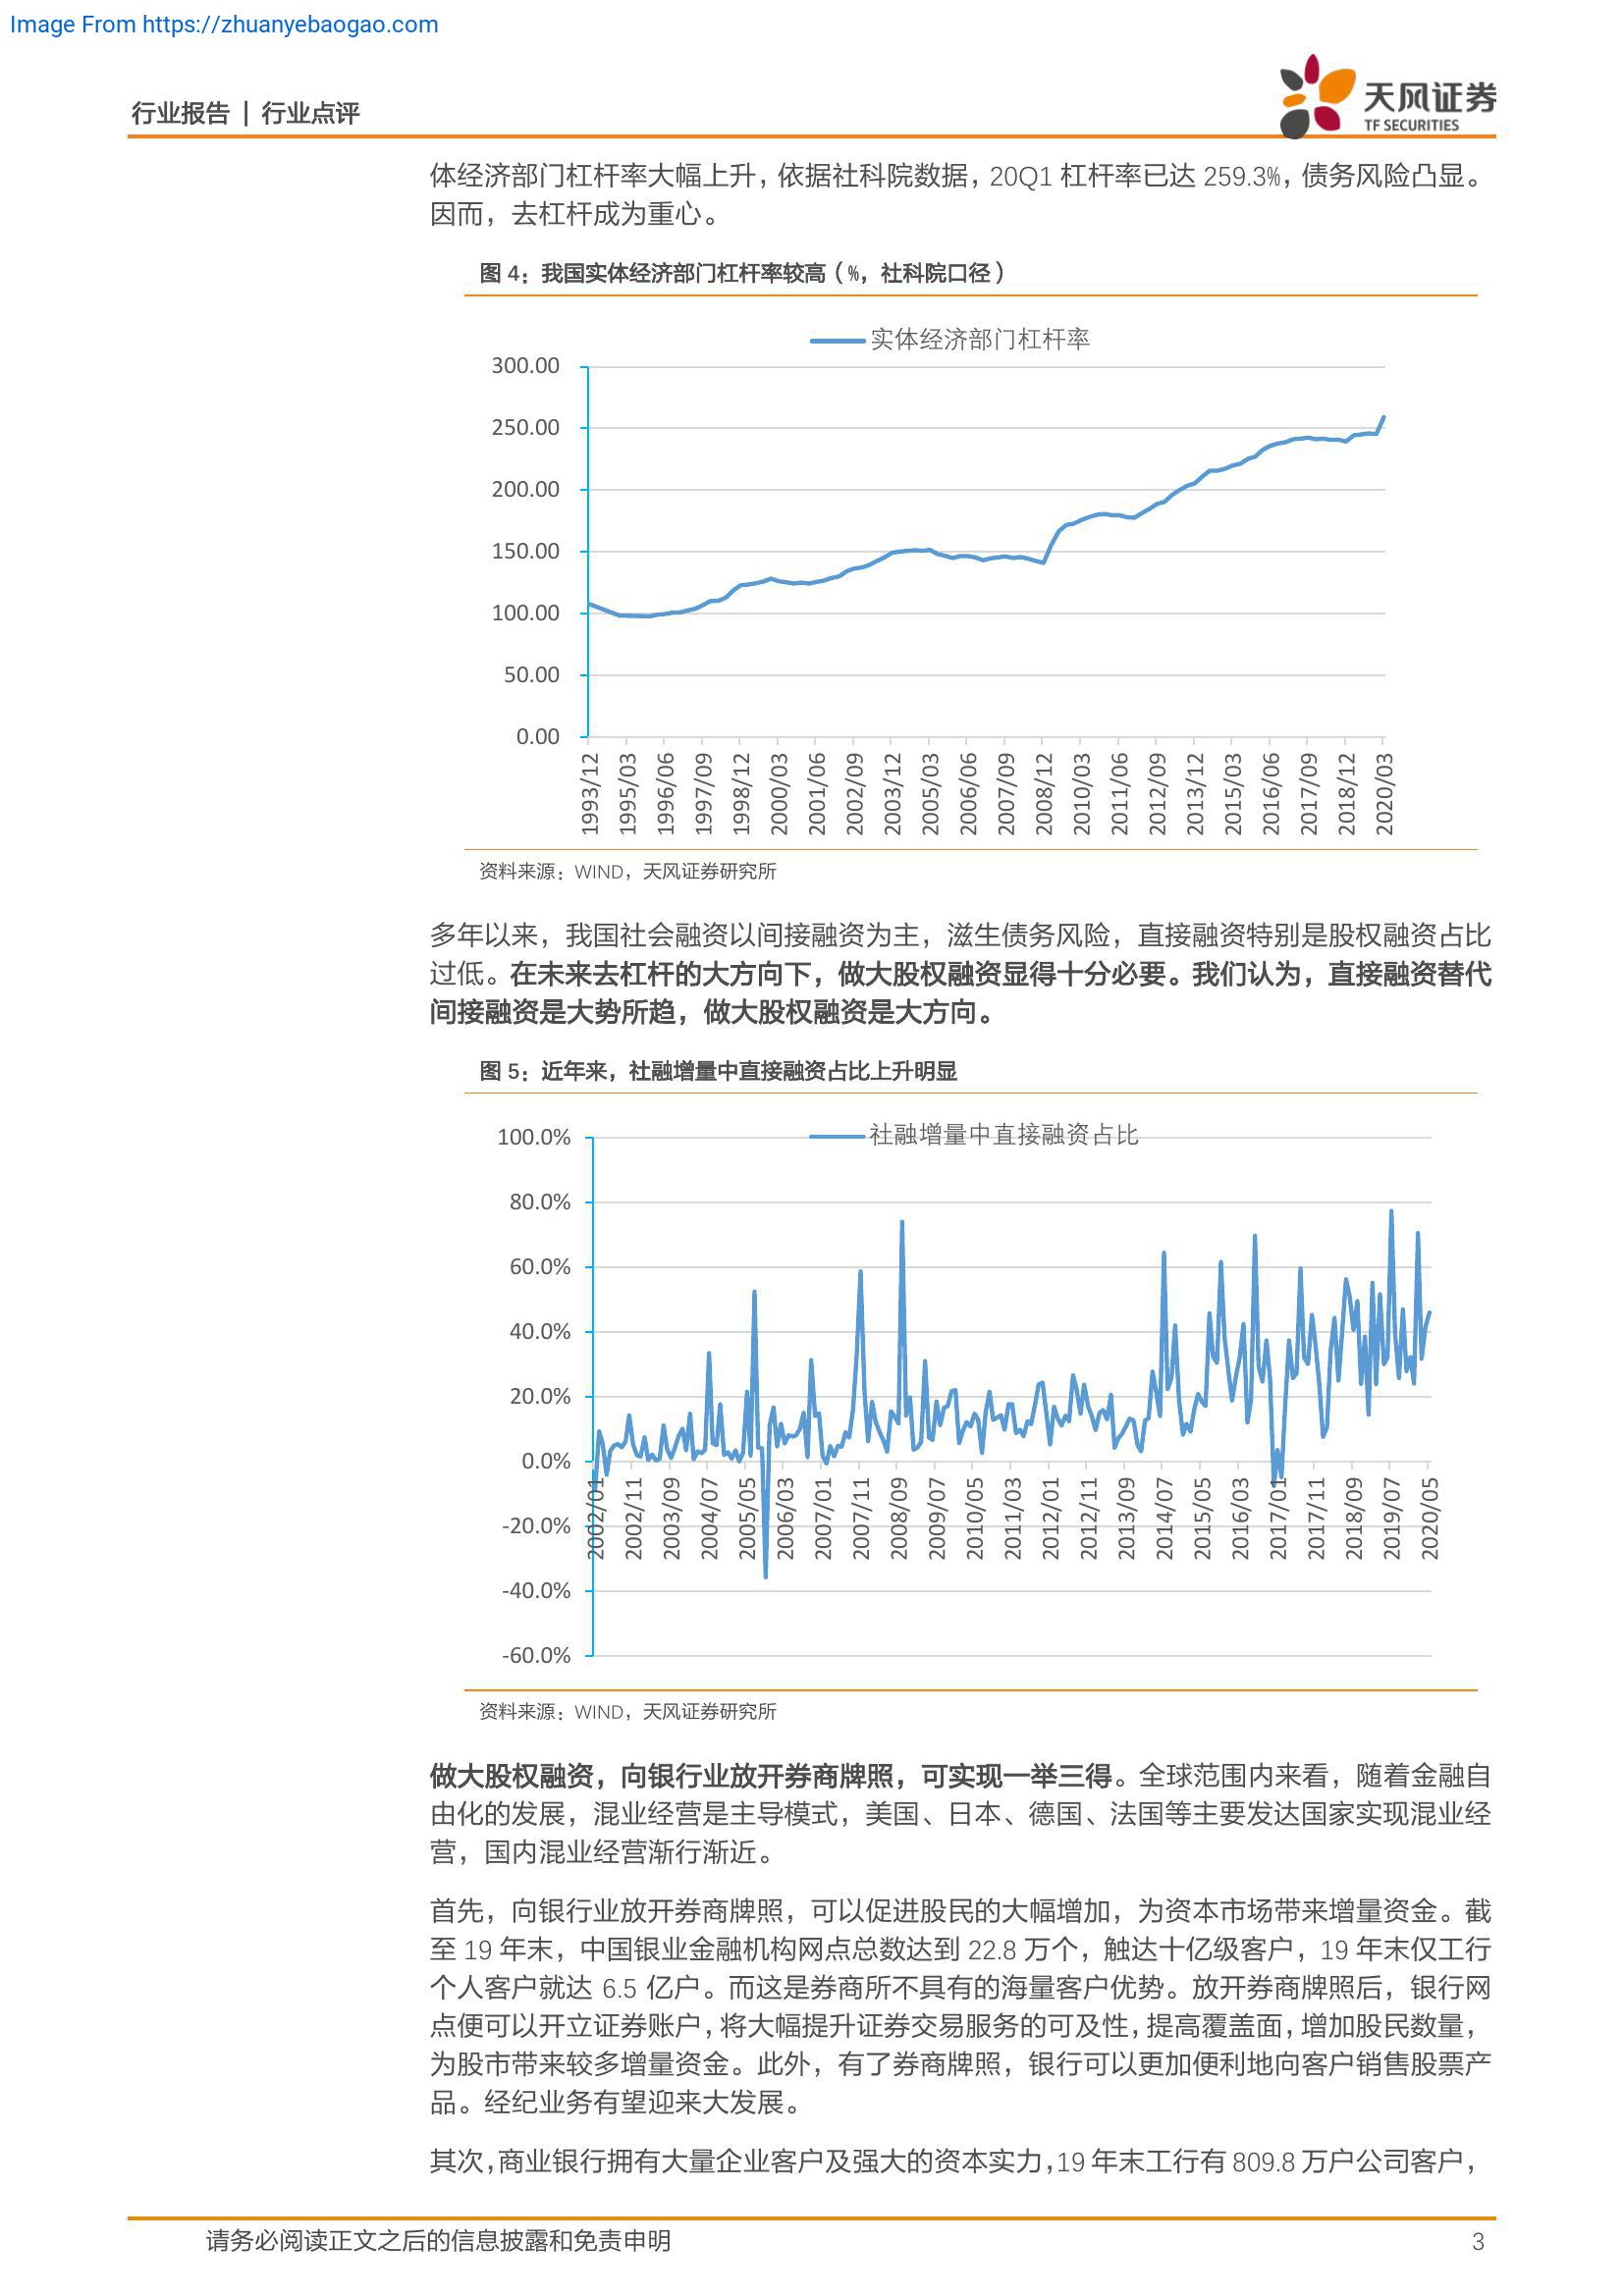 Image From https://zhuanyebaogao.com
行业报告 | 行业点评
天风证券
TF SECURITIES
体经济部门杠杆率大幅上升，依据社科院数据，20Q1 杠杆率已达 259.3%，债务风险凸显。
因而，去杠杆成为重心。
图 4：我国实体经济部门杠杆率较高（%，社科院口径）
实体经济部门杠杆率
300.00
250.00
200.00
150.00
100.00
50.00
0.00
1993/12
1995/03
1996/06
1997/09
1998/12
2000/03
2001/06
2002/09
2003/12
2005/03
2006/06
2007/09
2008/12
2010/03
2011/06
2012/09
2013/12
2015/03
2016/06
2017/09
2018/12
2020/03
资料来源：WIND，天风证券研究所
多年以来，我国社会融资以间接融资为主，滋生债务风险，直接融资特别是股权融资占比
过低。在未来去杠杆的大方向下，做大股权融资显得十分必要。我们认为，直接融资替代
间接融资是大势所趋，做大股权融资是大方向。
图 5：近年来，社融增量中直接融资占比上升明显
社融增量中直接融资占比
100.0%
80.0%
60.0%
40.0%
20.0%
0.0%
-20.0%
-40.0%
-60.0%
2002/01
2002/11
2003/09
2004/07
2005/05
2006/03
2007/01
2007/11
2008/09
2009/07
2010/05
2011/03
2012/01
2012/11
2013/09
2014/07
2015/05
2016/03
2017/01
2017/11
2018/09
2019/07
2020/05
资料来源：WIND，天风证券研究所
做大股权融资，向银行业放开券商牌照，可实现一举三得。全球范围内来看，随着金融自
由化的发展，混业经营是主导模式，美国、日本、德国、法国等主要发达国家实现混业经
营，国内混业经营渐行渐近。
首先，向银行业放开券商牌照，可以促进股民的大幅增加，为资本市场带来增量资金。截
至 19 年末，中国银业金融机构网点总数达到 22.8 万个，触达十亿级客户，19 年末仅工行
个人客户就达 6.5 亿户。而这是券商所不具有的海量客户优势。放开券商牌照后，银行网
点便可以开立证券账户，将大幅提升证券交易服务的可及性，提高覆盖面，增加股民数量，
为股市带来较多增量资金。此外，有了券商牌照，银行可以更加便利地向客户销售股票产
品。经纪业务有望迎来大发展。
其次，商业银行拥有大量企业客户及强大的资本实力，19 年末工行有 809.8 万户公司客户，
请务必阅读正文之后的信息披露和免责申明
3